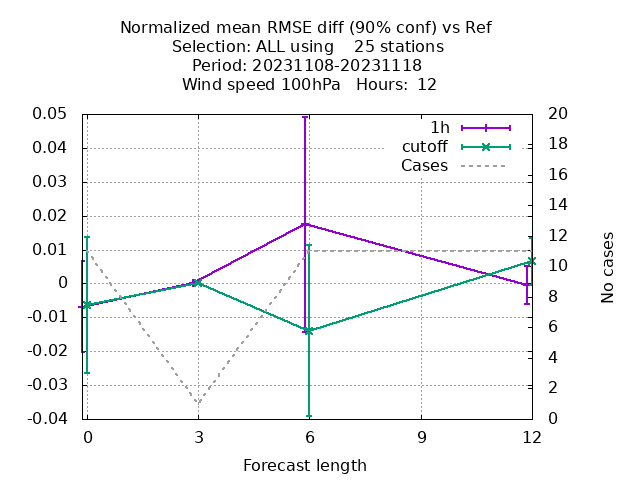 Normalized mean RMSE diff (90% conf) vs Ref
Selection: ALL using    25 stations
Period: 20231108-20231118
Wind speed 100hPa   Hours:  12
0.05
0.04
0.03
0.02
0.01
0
-0.01
-0.02
-0.03
-0.04
1h
cutoff
Cases
20
18
16
14
12
10
8
6
4
2
0
No cases
0
3
6
9
12
Forecast length